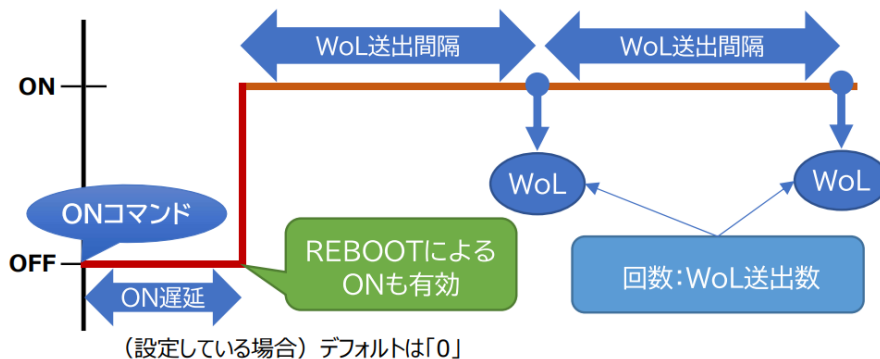 WoL送出間隔
WoL送出間隔
ON
WoL
WoL
ONコマンド
OFF
REBOOTによる
ONも有効
回数:WoL送出数
ON遅延
(設定している場合) デフォルトは「0」